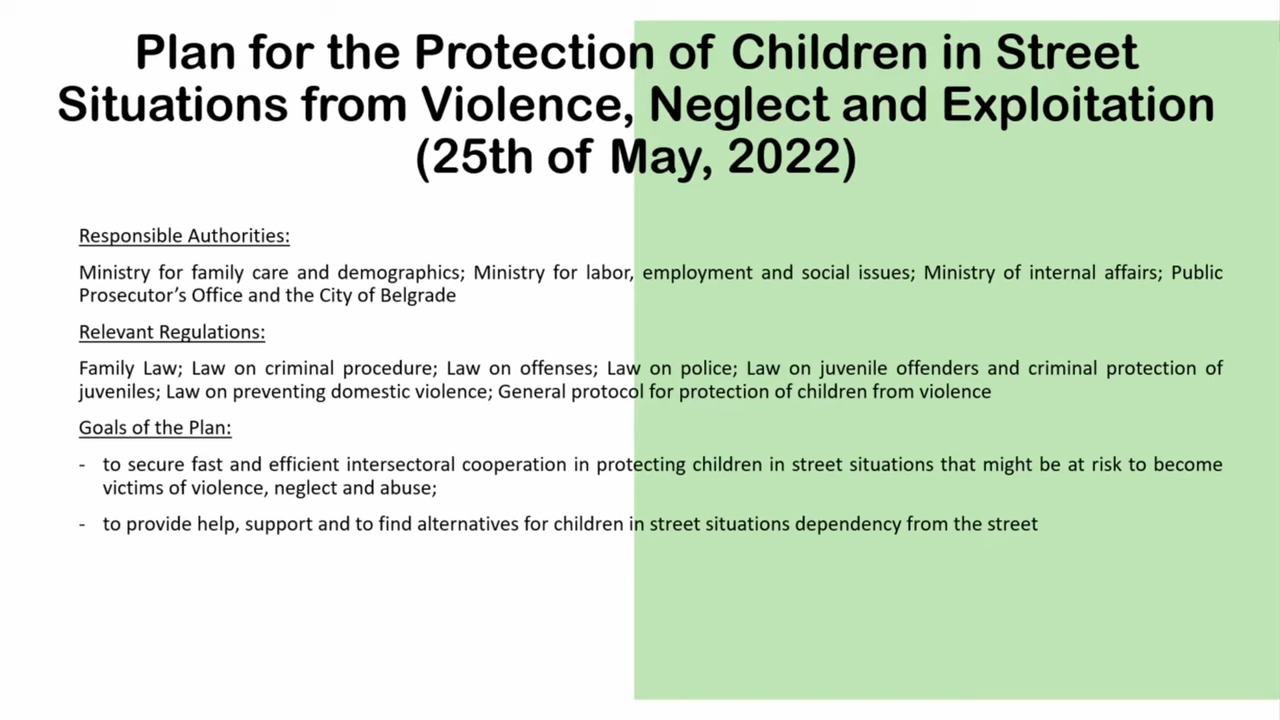 Plan for the Protection of Children in Street
Situations from Violence, Neglect and Exploitation
(25th of May, 2022)
Responsible Authorities:
Ministry for family care and demographics; Ministry for labor, employment and social issues; Ministry of internal affairs; Public
Prosecutor’s Office and the City of Belgrade
Relevant Regulations:
Family Law; Law on criminal procedure; Law on offenses; Law on police; Law on juvenile offenders and criminal protection of
juveniles; Law on preventing domestic violence; General protocol for protection of children from violence
Goals of the Plan:
- to secure fast and efficient intersectoral cooperation in protecting children in street situations that might be at risk to become
victims of violence, neglect and abuse;
- to provide help, support and to find alternatives for children in street situations dependency from the street